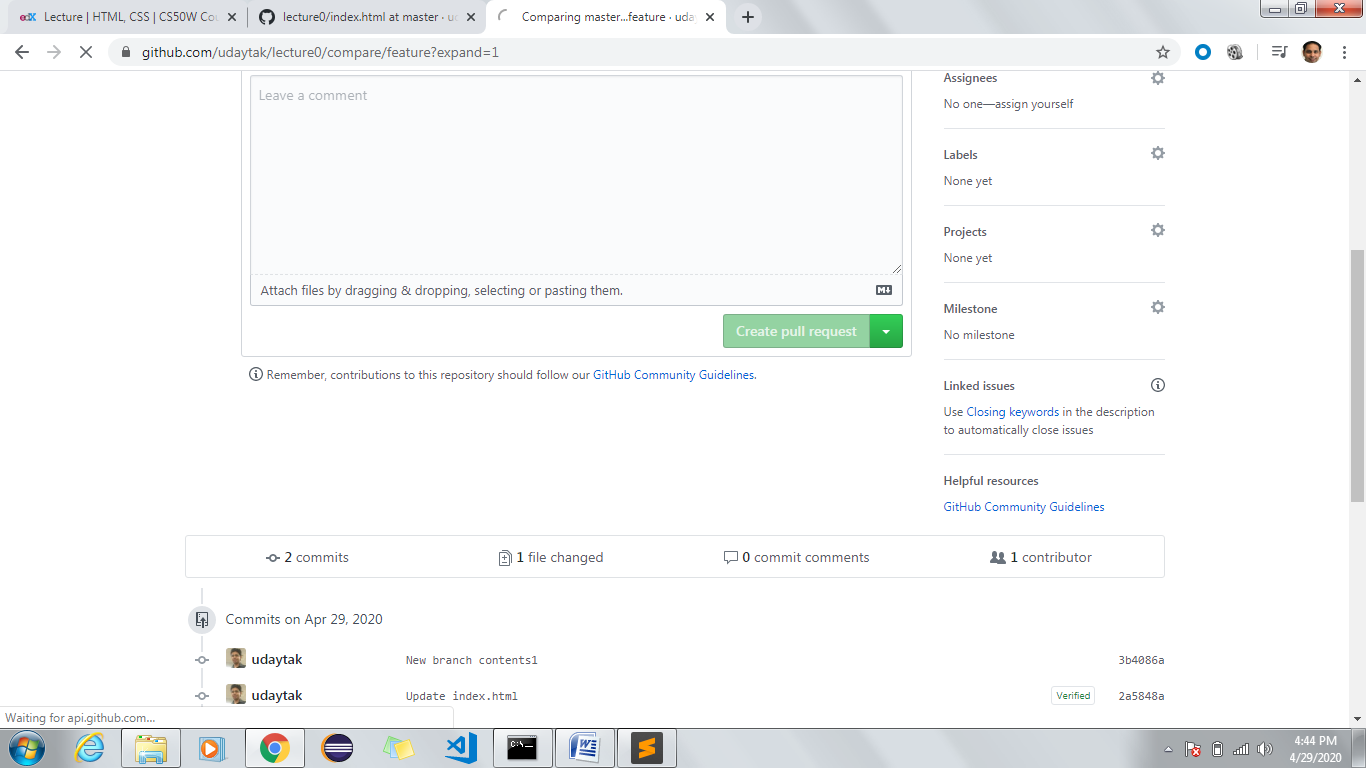 edX Lecture | HTML, CSS | CS50W Co
lecture0/index.html at master · u
Comparing master...feature · uda
github.com/udaytak/lecture0/compare/feature?expand=1
Leave a comment
Attach files by dragging & dropping, selecting or pasting them.
Create pull request
Remember, contributions to this repository should follow our GitHub Community Guidelines.
Assignees
No one—assign yourself
Labels
None yet
Projects
None yet
Milestone
No milestone
Linked issues
Use Closing keywords in the description
to automatically close issues
Helpful resources
GitHub Community Guidelines
2 commits
1 file changed
0 commit comments
1 contributor
Commits on Apr 29, 2020
udaytak New branch contents1 3b4086a
udaytak Update index.html Verified 2a5848a
Waiting for api.github.com...
4:44 PM
4/29/2020